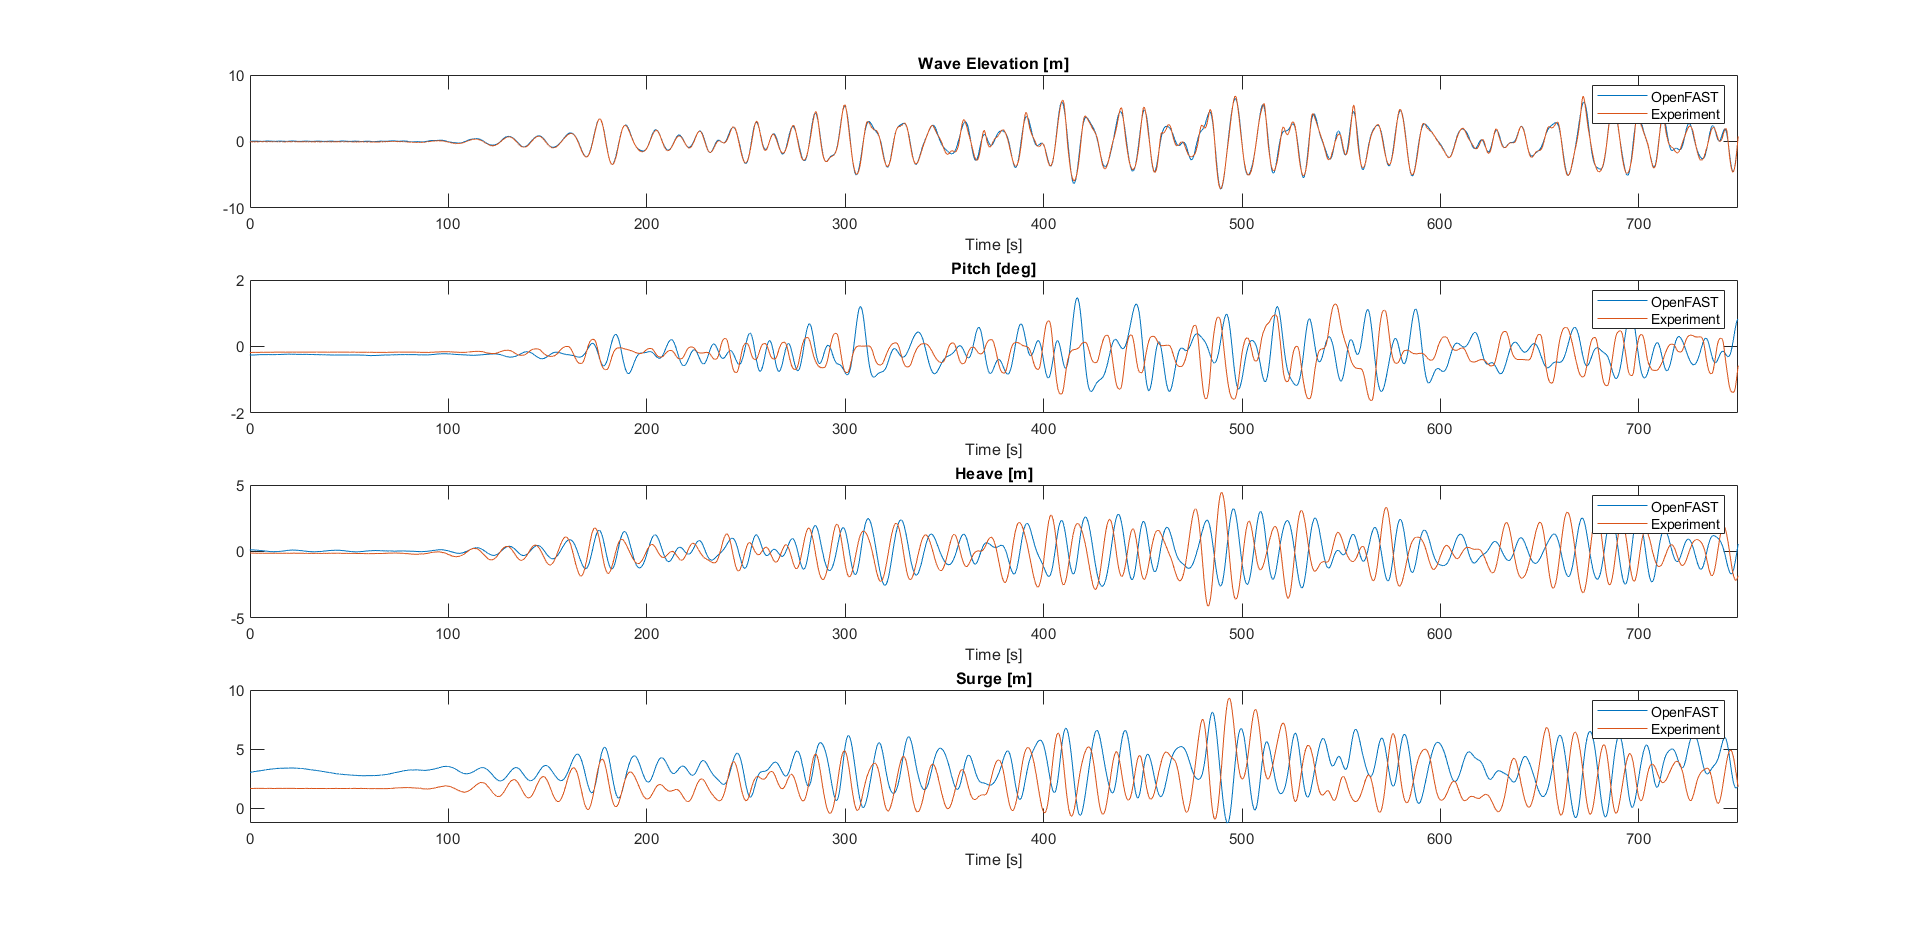 Wave Elevation [m]
10
0
-10
OpenFAST
Experiment
0 100 200 300 400 500 600 700
Time [s]
Pitch [deg]
2
0
-2
OpenFAST
Experiment
0 100 200 300 400 500 600 700
Time [s]
Heave [m]
5
0
-5
OpenFAST
Experiment
0 100 200 300 400 500 600 700
Time [s]
Surge [m]
10
5
0
OpenFAST
Experiment
0 100 200 300 400 500 600 700
Time [s]